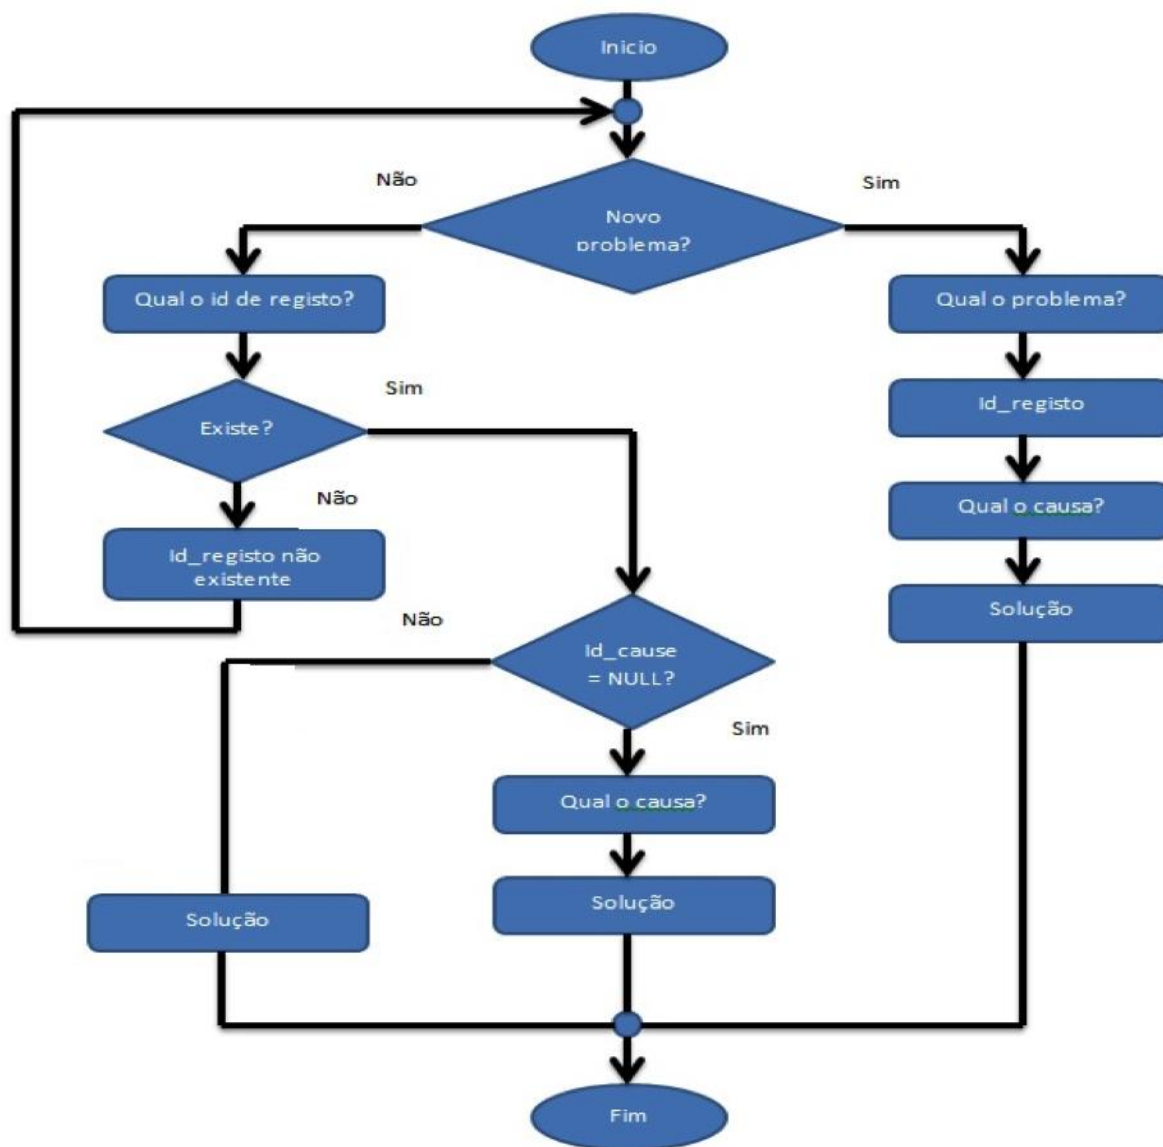 Inicio
Não
Sim
Novo
problema?
Qual o id de registo?
Qual o problema?
Sim
Existe?
Id_registo
Não
Qual o causa?
Id_registo não
existente
Solução
Não
Id_cause
= NULL?
Sim
Qual o causa?
Solução
Solução
Fim